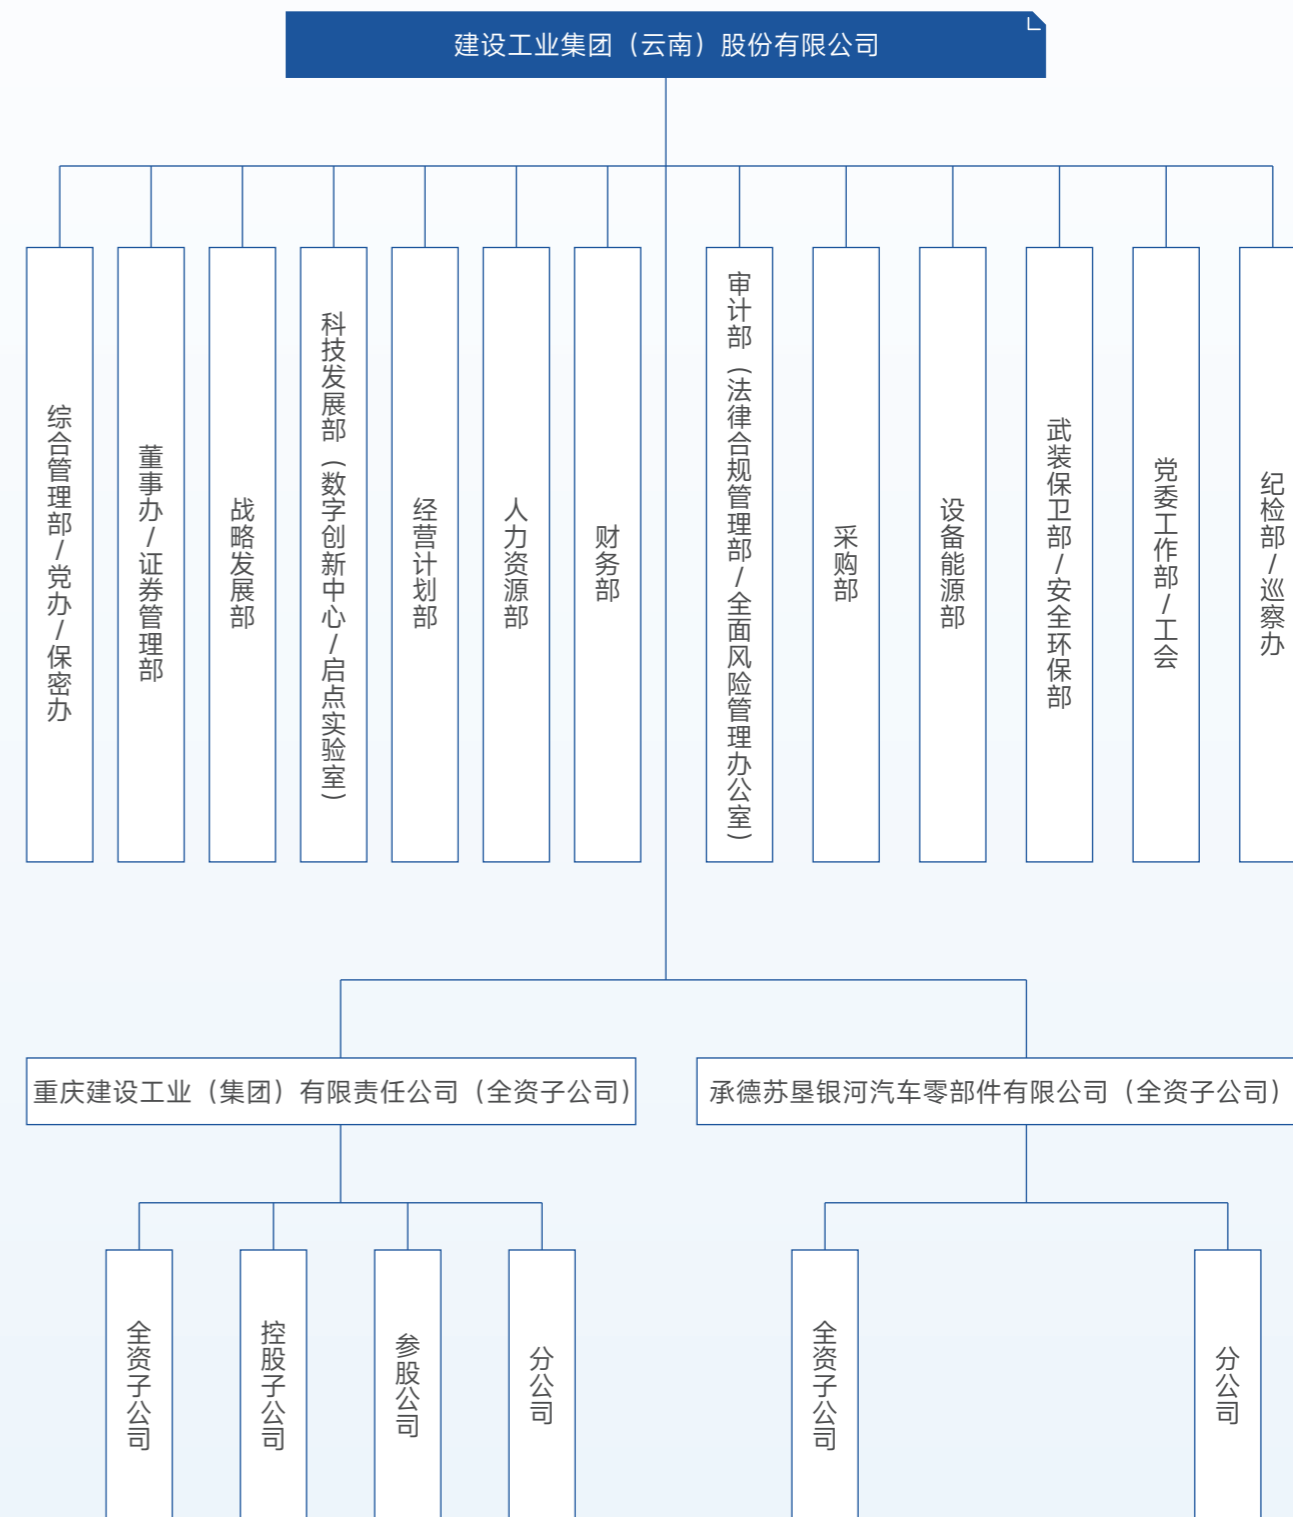 建设工业集团（云南）股份有限公司
综合管理部/党办/保密办
董事办/证券管理部
战略发展部
科技发展部（数字创新中心/启点实验室）
经营计划部
人力资源部
财务部
审计部（法律合规管理部/全面风险管理办公室）
采购部
设备能源部
武装保卫部/安全环保部
党委工作部/工会
纪检部/巡察办
重庆建设工业（集团）有限责任公司（全资子公司）
承德苏垦银河汽车零部件有限公司（全资子公司）
全资子公司
控股子公司
参股公司
分公司
全资子公司
分公司